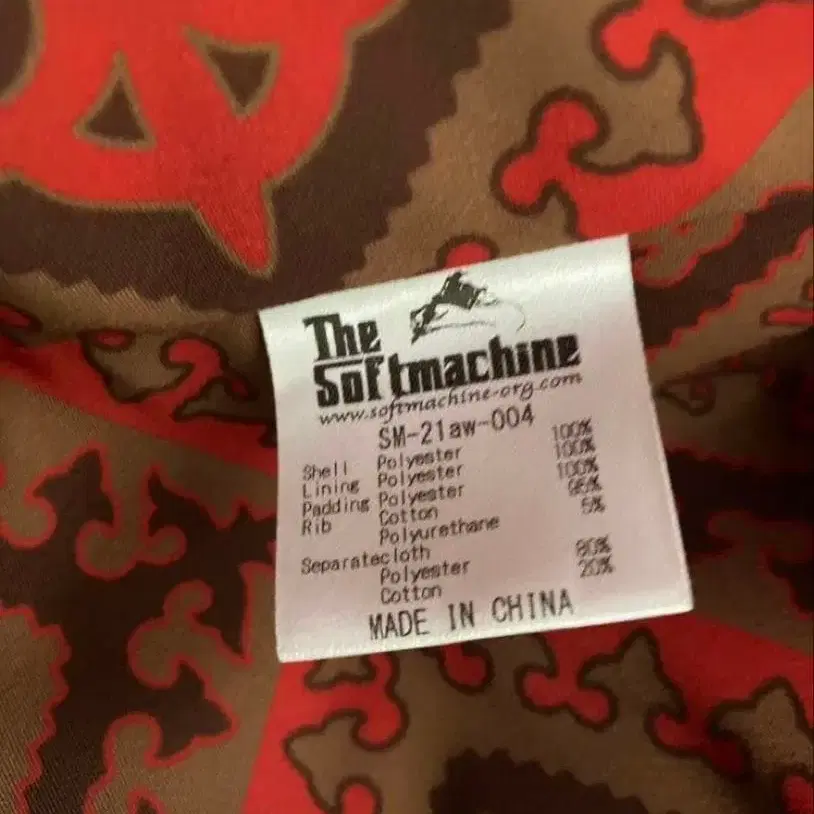 The
Softmachine
www.softmachine-org.com
SM-21aw-004
Shell Polyester 100%
Lining Polyester 100%
Padding Polyester 100%
Rib Cotton 95%
Polyurethane 5%
Separatecloth
Polyester 80%
Cotton 20%
MADE IN CHINA